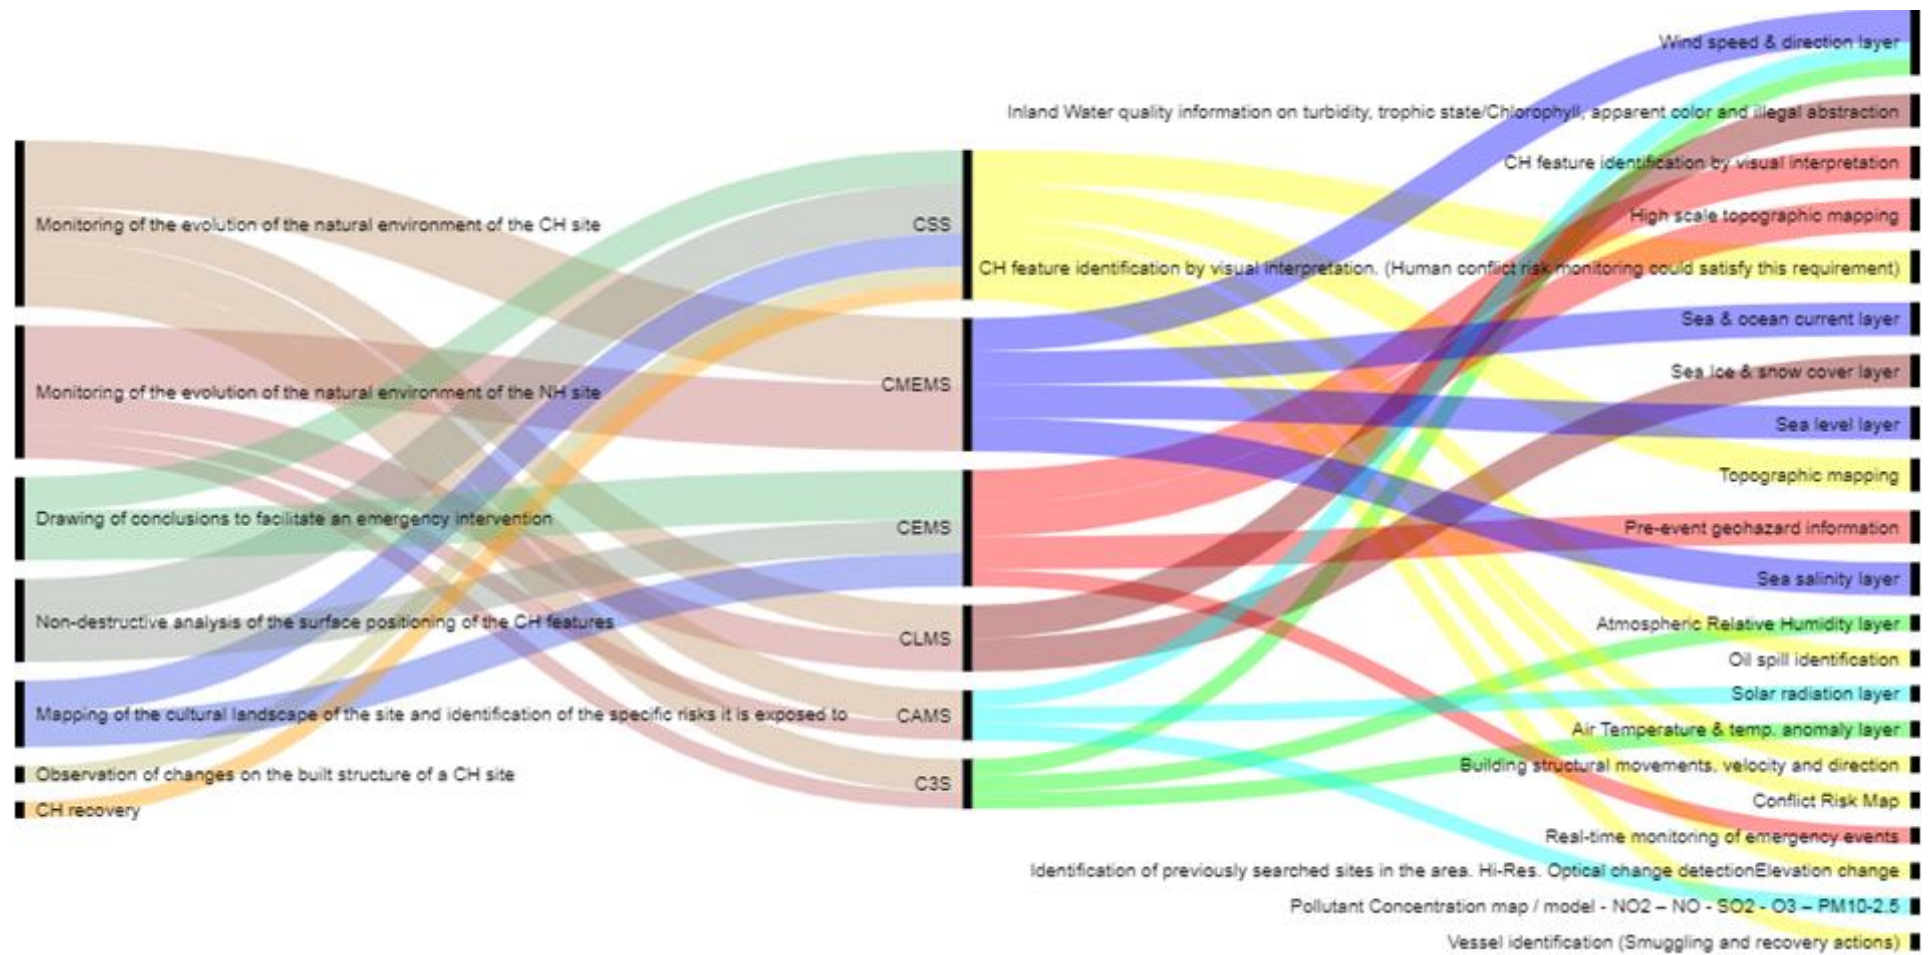 Monitoring of the evolution of the natural environment of the CH site
Monitoring of the evolution of the natural environment of the NH site
Drawing of conclusions to facilitate an emergency intervention
Non-destructive analysis of the surface positioning of the CH features
Mapping of the cultural landscape of the site and identification of the specific risks it is exposed to
Observation of changes on the built structure of a CH site
CH recovery
CSS
CMEMS
CEMS
CLMS
CAMS
C3S
Wind speed & direction layer
Inland Water quality information on turbidity, trophic state/Chlorophyll, apparent color and illegal abstraction
CH feature identification by visual interpretation
High scale topographic mapping
CH feature identification by visual interpretation. (Human conflict risk monitoring could satisfy this requirement)
Sea & ocean current layer
Sea Ice & snow cover layer
Sea level layer
Topographic mapping
Pre-event geohazard information
Sea salinity layer
Atmospheric Relative Humidity layer
Oil spill identification
Solar radiation layer
Air Temperature & temp. anomaly layer
Building structural movements, velocity and direction
Conflict Risk Map
Real-time monitoring of emergency events
Identification of previously searched sites in the area. Hi-Res. Optical change detectionElevation change
Pollutant Concentration map / model - NO2 – NO - SO2 - O3 – PM10-2.5
Vessel identification (Smuggling and recovery actions)